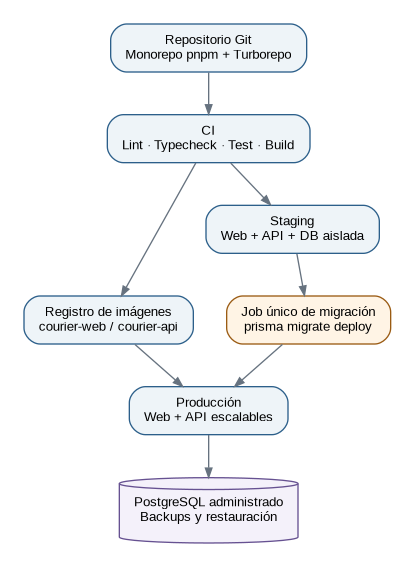 Repositorio Git
Monorepo pnpm + Turborepo
CI
Lint · Typecheck · Test · Build
Staging
Web + API + DB aislada
Registro de imágenes
courier-web / courier-api
Job único de migración
prisma migrate deploy
Producción
Web + API escalables
PostgreSQL administrado
Backups y restauración